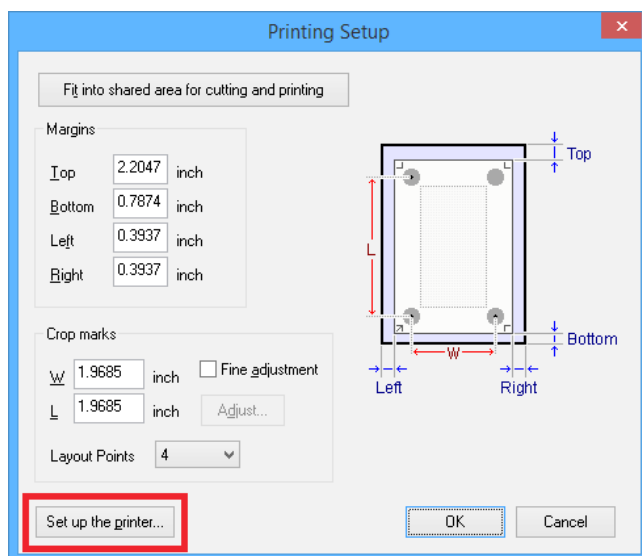 Printing Setup
Fit into shared area for cutting and printing
Margins
Top 2.2047 inch
Bottom 0.7874 inch
Left 0.3937 inch
Right 0.3937 inch
Top
L
W
Bottom
Left Right
Crop marks
W 1.9685 inch Fine adjustment
L 1.9685 inch Adjust...
Layout Points 4
Set up the printer... OK Cancel